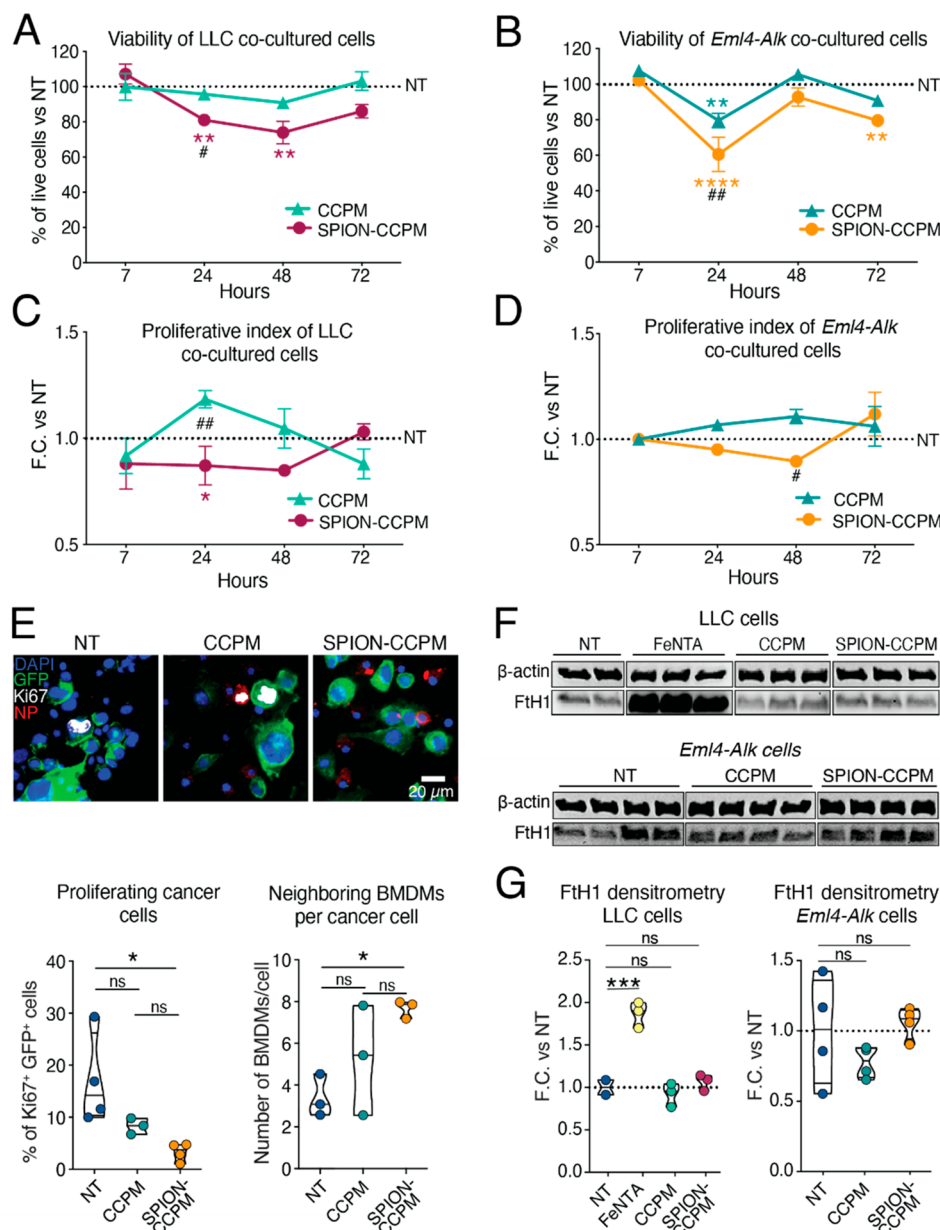 A
Viability of LLC co-cultured cells
% of live cells vs NT
120
100
80
60
40
20
0
NT
**
#
**
CCPM
SPION-CCPM
7
24
48
72
Hours
B
Viability of Eml4-Alk co-cultured cells
% of live cells vs NT
120
100
80
60
40
20
0
NT
**
****
##
**
CCPM
SPION-CCPM
7
24
48
72
Hours
C
Proliferative index of LLC
co-cultured cells
F.C. vs NT
1.5
1.0
0.5
NT
##
*
CCPM
SPION-CCPM
7
24
48
72
Hours
D
Proliferative index of Eml4-Alk
co-cultured cells
F.C. vs NT
1.5
1.0
0.5
NT
#
CCPM
SPION-CCPM
7
24
48
72
Hours
E
NT
CCPM
SPION-CCPM
DAPI
GFP
Ki67
NP
20 µm
Proliferating cancer
cells
% of Ki67+ GFP+ cells
40
30
20
10
0
*
ns
ns
NT
CCPM
SPION-
CCPM
Neighboring BMDMs
per cancer cell
Number of BMDMs/cell
10
8
6
4
2
0
*
ns
ns
NT
CCPM
SPION-
CCPM
F
LLC cells
NT
FeNTA
CCPM
SPION-CCPM
β-actin
FtH1
Eml4-Alk cells
NT
CCPM
SPION-CCPM
β-actin
FtH1
G
FtH1 densitrometry
LLC cells
F.C. vs NT
2.5
2.0
1.5
1.0
0.5
0.0
ns
ns
***
NT
FeNTA
CCPM
SPION-
CCPM
FtH1 densitrometry
Eml4-Alk cells
F.C. vs NT
1.5
1.0
0.5
0.0
ns
ns
NT
CCPM
SPION-
CCPM